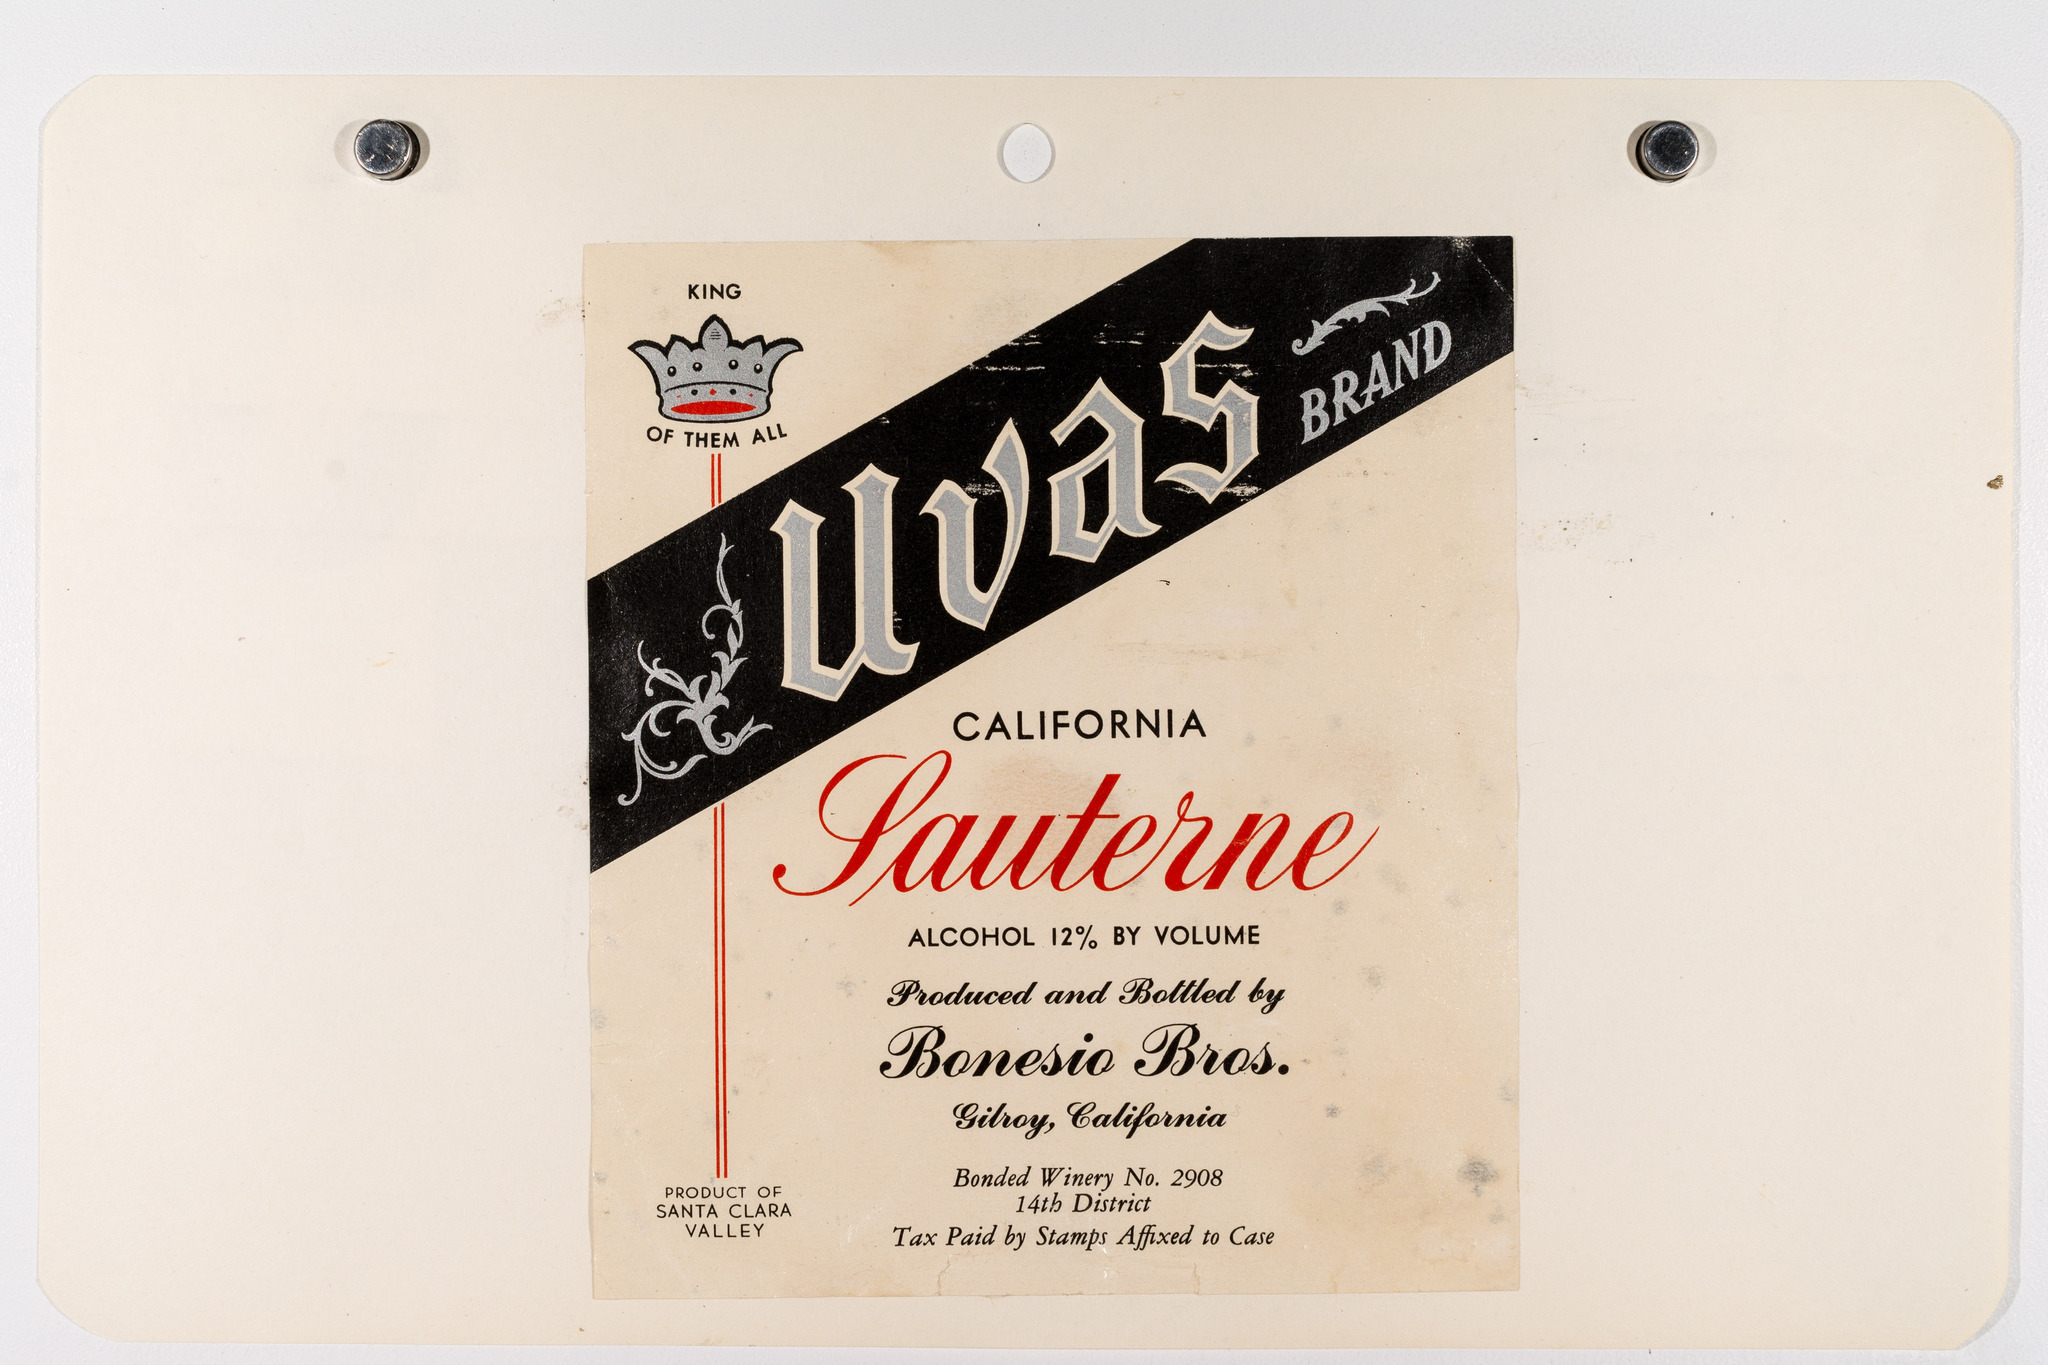 KING
OF THEM ALL
Uvas
BRAND
CALIFORNIA
Sauterne
ALCOHOL 12% BY VOLUME
Produced and Bottled by
Bonesio Bros.
Gilroy, California
Bonded Winery No. 2908
14th District
Tax Paid by Stamps Affixed to Case
PRODUCT OF
SANTA CLARA
VALLEY